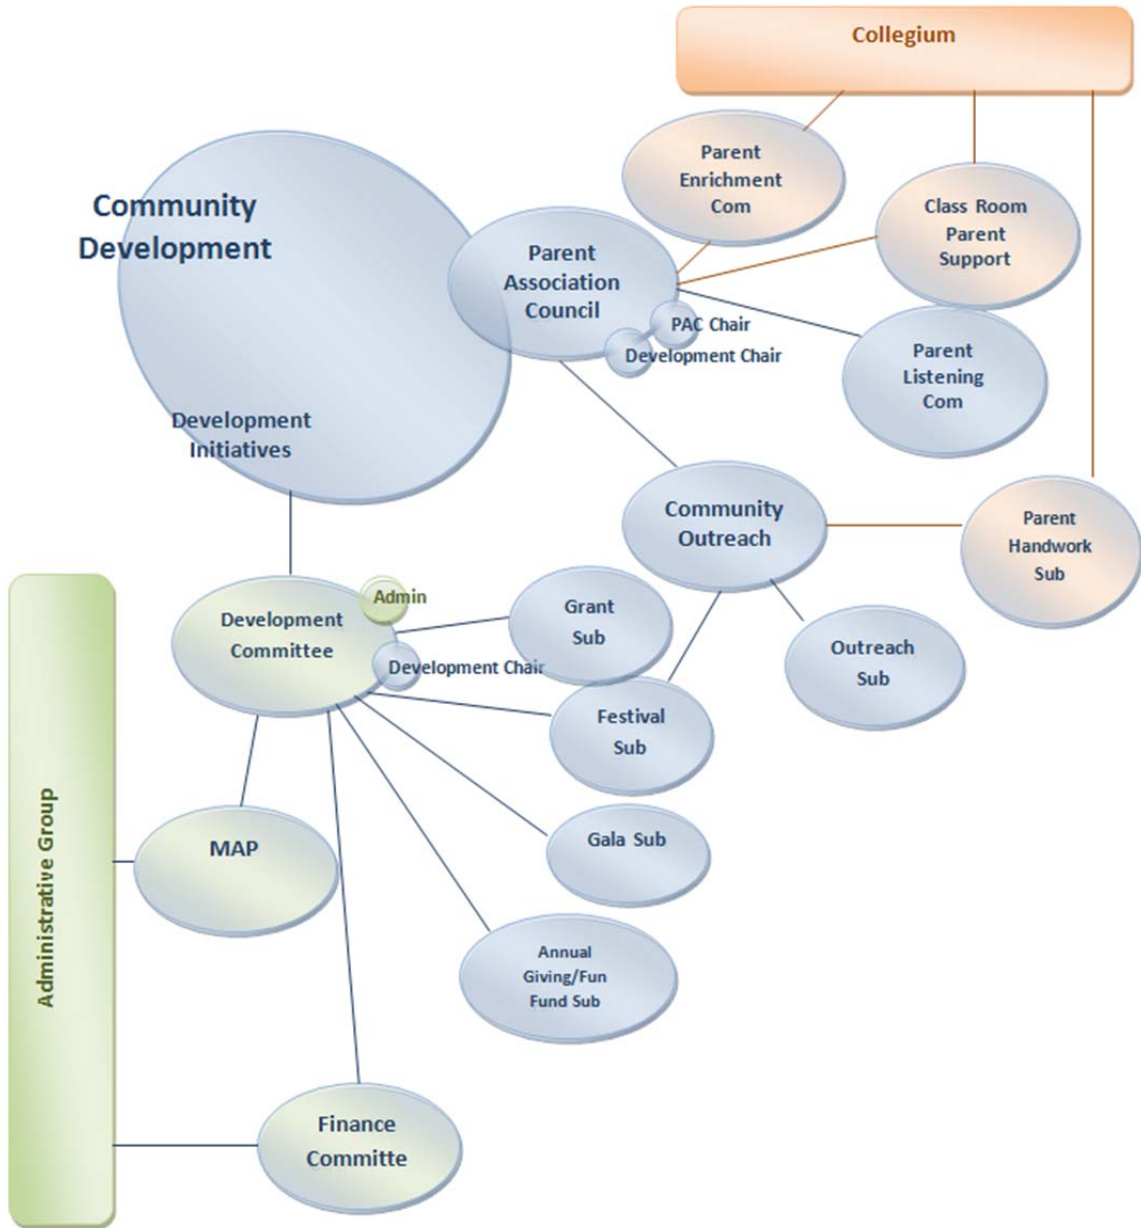 Collegium
Parent
Enrichment
Com
Class Room
Parent
Support
Community
Development
Parent
Association
Council
PAC Chair
Development Chair
Parent
Listening
Com
Development
Initiatives
Community
Outreach
Parent
Handwork
Sub
Admin
Development
Committee
Development Chair
Grant
Sub
Outreach
Sub
Festival
Sub
MAP
Gala Sub
Annual
Giving/Fun
Fund Sub
Administrative Group
Finance
Committe